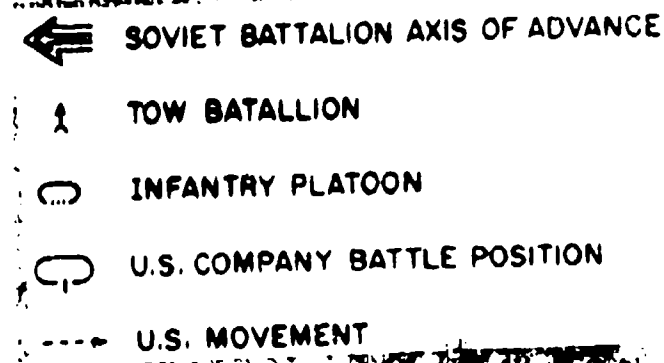 SOVIET BATTALION AXIS OF ADVANCE
TOW BATALLION
INFANTRY PLATOON
U.S. COMPANY BATTLE POSITION
U.S. MOVEMENT